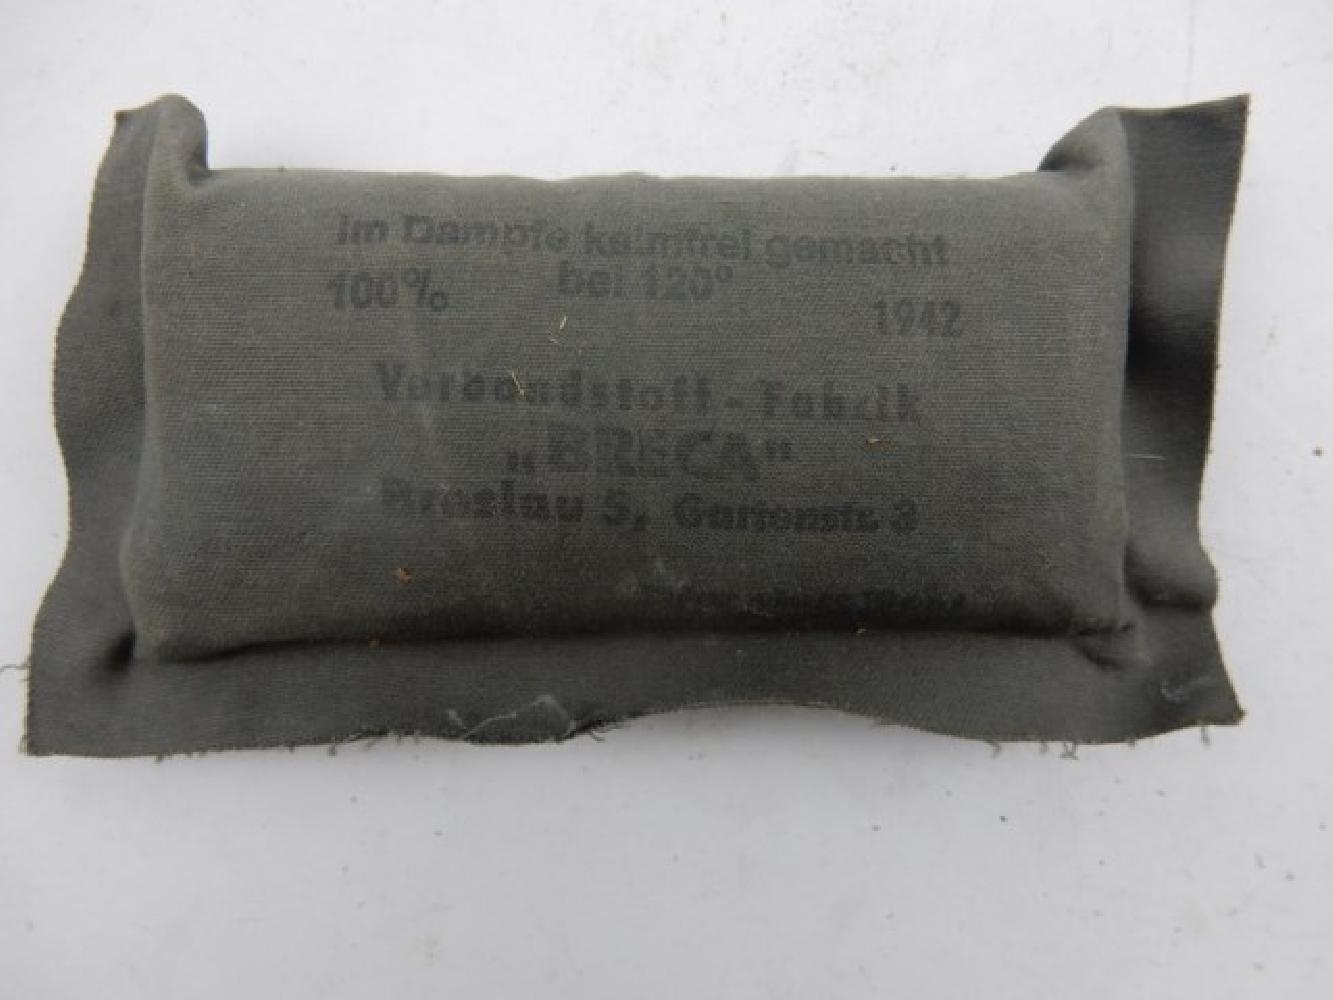 im Dampfe keimfrei gemacht
100% bei 120° 1942
Verbandstoff-Fabrik
„BRECA"
Breslau 5, Gartenstr. 3